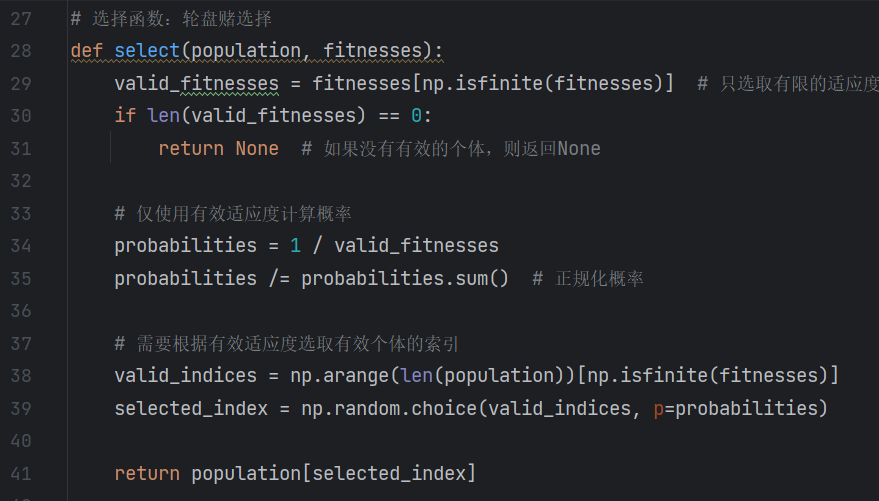 27 # 选择函数：轮盘赌选择
28 def select(population, fitnesses):
29     valid_fitnesses = fitnesses[np.isfinite(fitnesses)]  # 只选取有限的适应度
30     if len(valid_fitnesses) == 0:
31         return None  # 如果没有有效的个体，则返回None
32
33     # 仅使用有效适应度计算概率
34     probabilities = 1 / valid_fitnesses
35     probabilities /= probabilities.sum()  # 正规化概率
36
37     # 需要根据有效适应度选取有效个体的索引
38     valid_indices = np.arange(len(population))[np.isfinite(fitnesses)]
39     selected_index = np.random.choice(valid_indices, p=probabilities)
40
41     return population[selected_index]